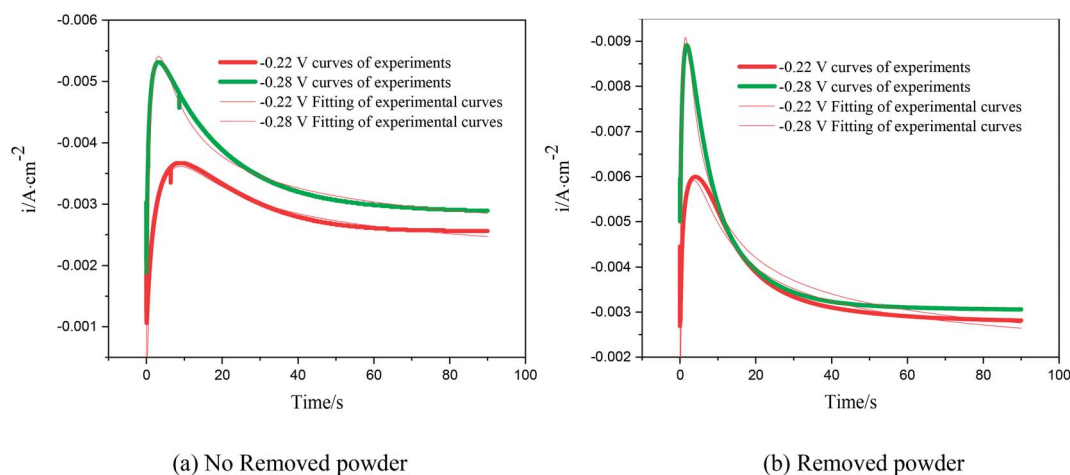 -0.006
-0.005
-0.004
-0.003
-0.002
-0.001
i/A·cm-2
-0.22 V curves of experiments
-0.28 V curves of experiments
-0.22 V Fitting of experimental curves
-0.28 V Fitting of experimental curves
0 20 40 60 80 100
Time/s
(a) No Removed powder
-0.009
-0.008
-0.007
-0.006
-0.005
-0.004
-0.003
-0.002
i/A·cm-2
-0.22 V curves of experiments
-0.28 V curves of experiments
-0.22 V Fitting of experimental curves
-0.28 V Fitting of experimental curves
0 20 40 60 80 100
Time/s
(b) Removed powder